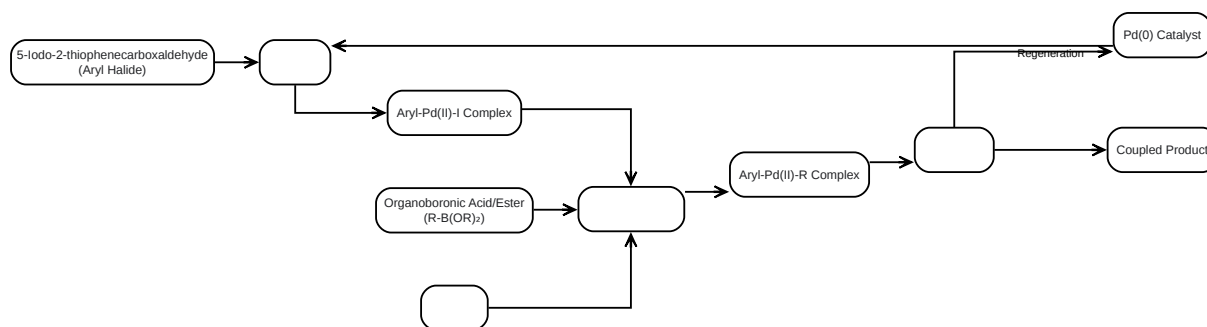 Pd(0) Catalyst
5-Iodo-2-thiophenecarboxaldehyde
(Aryl Halide)
Regeneration
Aryl-Pd(II)-I Complex
Coupled Product
Aryl-Pd(II)-R Complex
Organoboronic Acid/Ester
(R-B(OR)₂)